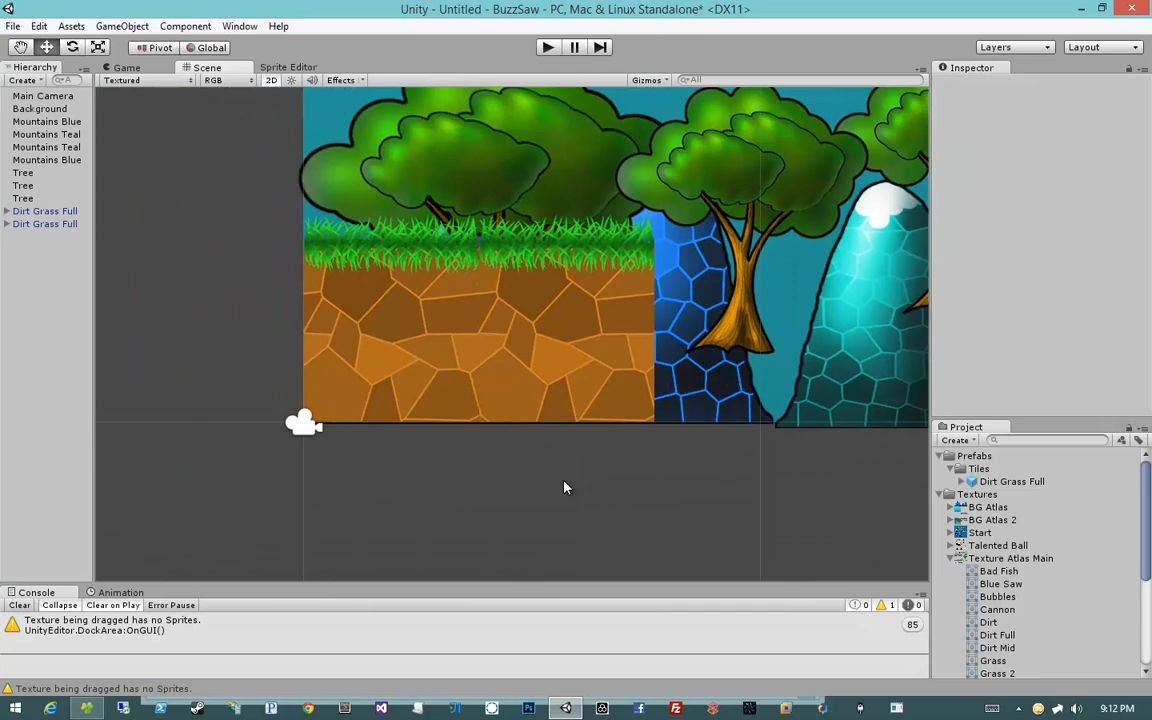 Unity - Untitled - BuzzSaw - PC, Mac & Linux Standalone* <DX11>
File Edit Assets GameObject Component Window Help
Pivot Global Layers Layout
Hierarchy Game Scene Sprite Editor Inspector
Create A Textured RGB 2D Effects Gizmos All
Main Camera
Background
Mountains Blue
Mountains Teal
Mountains Teal
Mountains Blue
Tree
Tree
Tree
Dirt Grass Full
Dirt Grass Full
Project
Create
Prefabs
Tiles
Dirt Grass Full
Textures
BG Atlas
BG Atlas 2
Start
Talented Ball
Texture Atlas Main
Bad Fish
Blue Saw
Bubbles
Cannon
Dirt
Dirt Full
Dirt Mid
Grass
Grass 2
Console Animation
Clear Collapse Clear on Play Error Pause 0 1 0
Texture being dragged has no Sprites.
UnityEditor.DockArea:OnGUI()
85
Texture being dragged has no Sprites.
9:12 PM